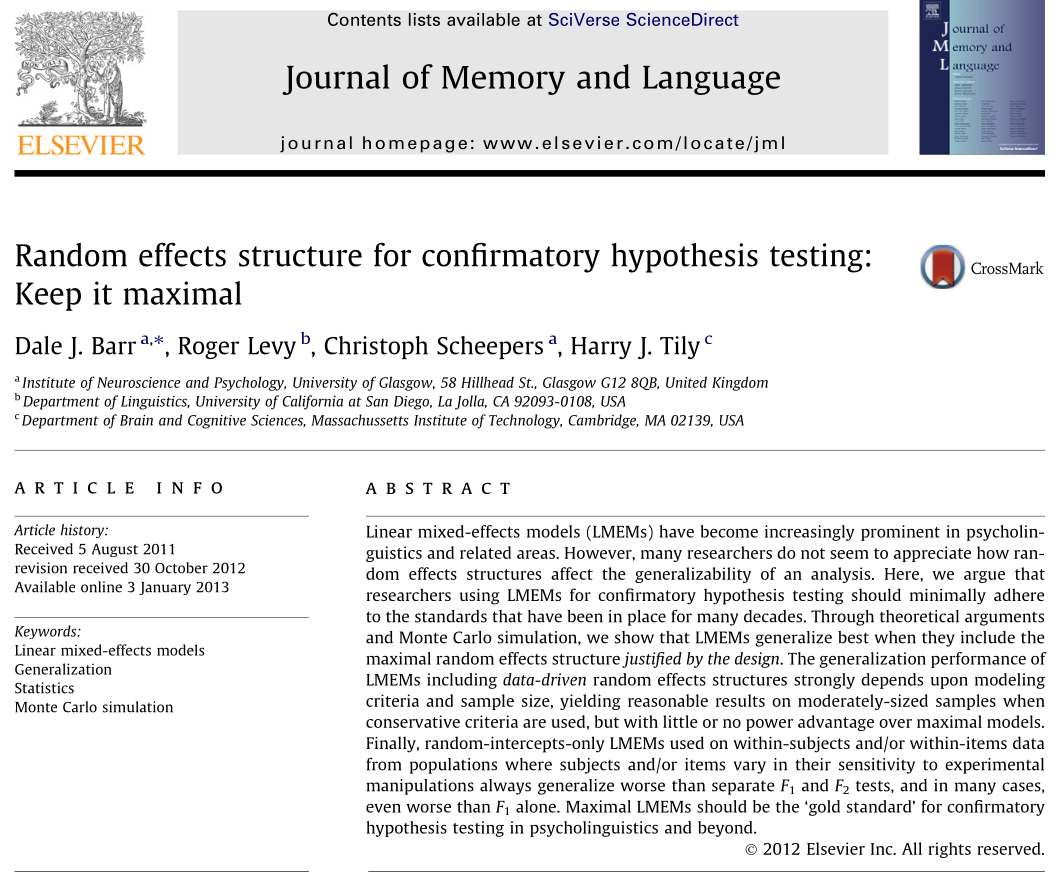 Contents lists available at SciVerse ScienceDirect
Journal of Memory and Language
journal homepage: www.elsevier.com/locate/jml
ELSEVIER
Journal of
Memory and
Language
Random effects structure for confirmatory hypothesis testing:
Keep it maximal
CrossMark
Dale J. Barr a,*, Roger Levy b, Christoph Scheepers a, Harry J. Tily c
a Institute of Neuroscience and Psychology, University of Glasgow, 58 Hillhead St., Glasgow G12 8QB, United Kingdom
b Department of Linguistics, University of California at San Diego, La Jolla, CA 92093-0108, USA
c Department of Brain and Cognitive Sciences, Massachussetts Institute of Technology, Cambridge, MA 02139, USA
ARTICLE INFO
Article history:
Received 5 August 2011
revision received 30 October 2012
Available online 3 January 2013
Keywords:
Linear mixed-effects models
Generalization
Statistics
Monte Carlo simulation
ABSTRACT
Linear mixed-effects models (LMEMs) have become increasingly prominent in psycholin-
guistics and related areas. However, many researchers do not seem to appreciate how ran-
dom effects structures affect the generalizability of an analysis. Here, we argue that
researchers using LMEMs for confirmatory hypothesis testing should minimally adhere
to the standards that have been in place for many decades. Through theoretical arguments
and Monte Carlo simulation, we show that LMEMs generalize best when they include the
maximal random effects structure justified by the design. The generalization performance of
LMEMs including data-driven random effects structures strongly depends upon modeling
criteria and sample size, yielding reasonable results on moderately-sized samples when
conservative criteria are used, but with little or no power advantage over maximal models.
Finally, random-intercepts-only LMEMs used on within-subjects and/or within-items data
from populations where subjects and/or items vary in their sensitivity to experimental
manipulations always generalize worse than separate F1 and F2 tests, and in many cases,
even worse than F1 alone. Maximal LMEMs should be the ‘gold standard’ for confirmatory
hypothesis testing in psycholinguistics and beyond.
© 2012 Elsevier Inc. All rights reserved.